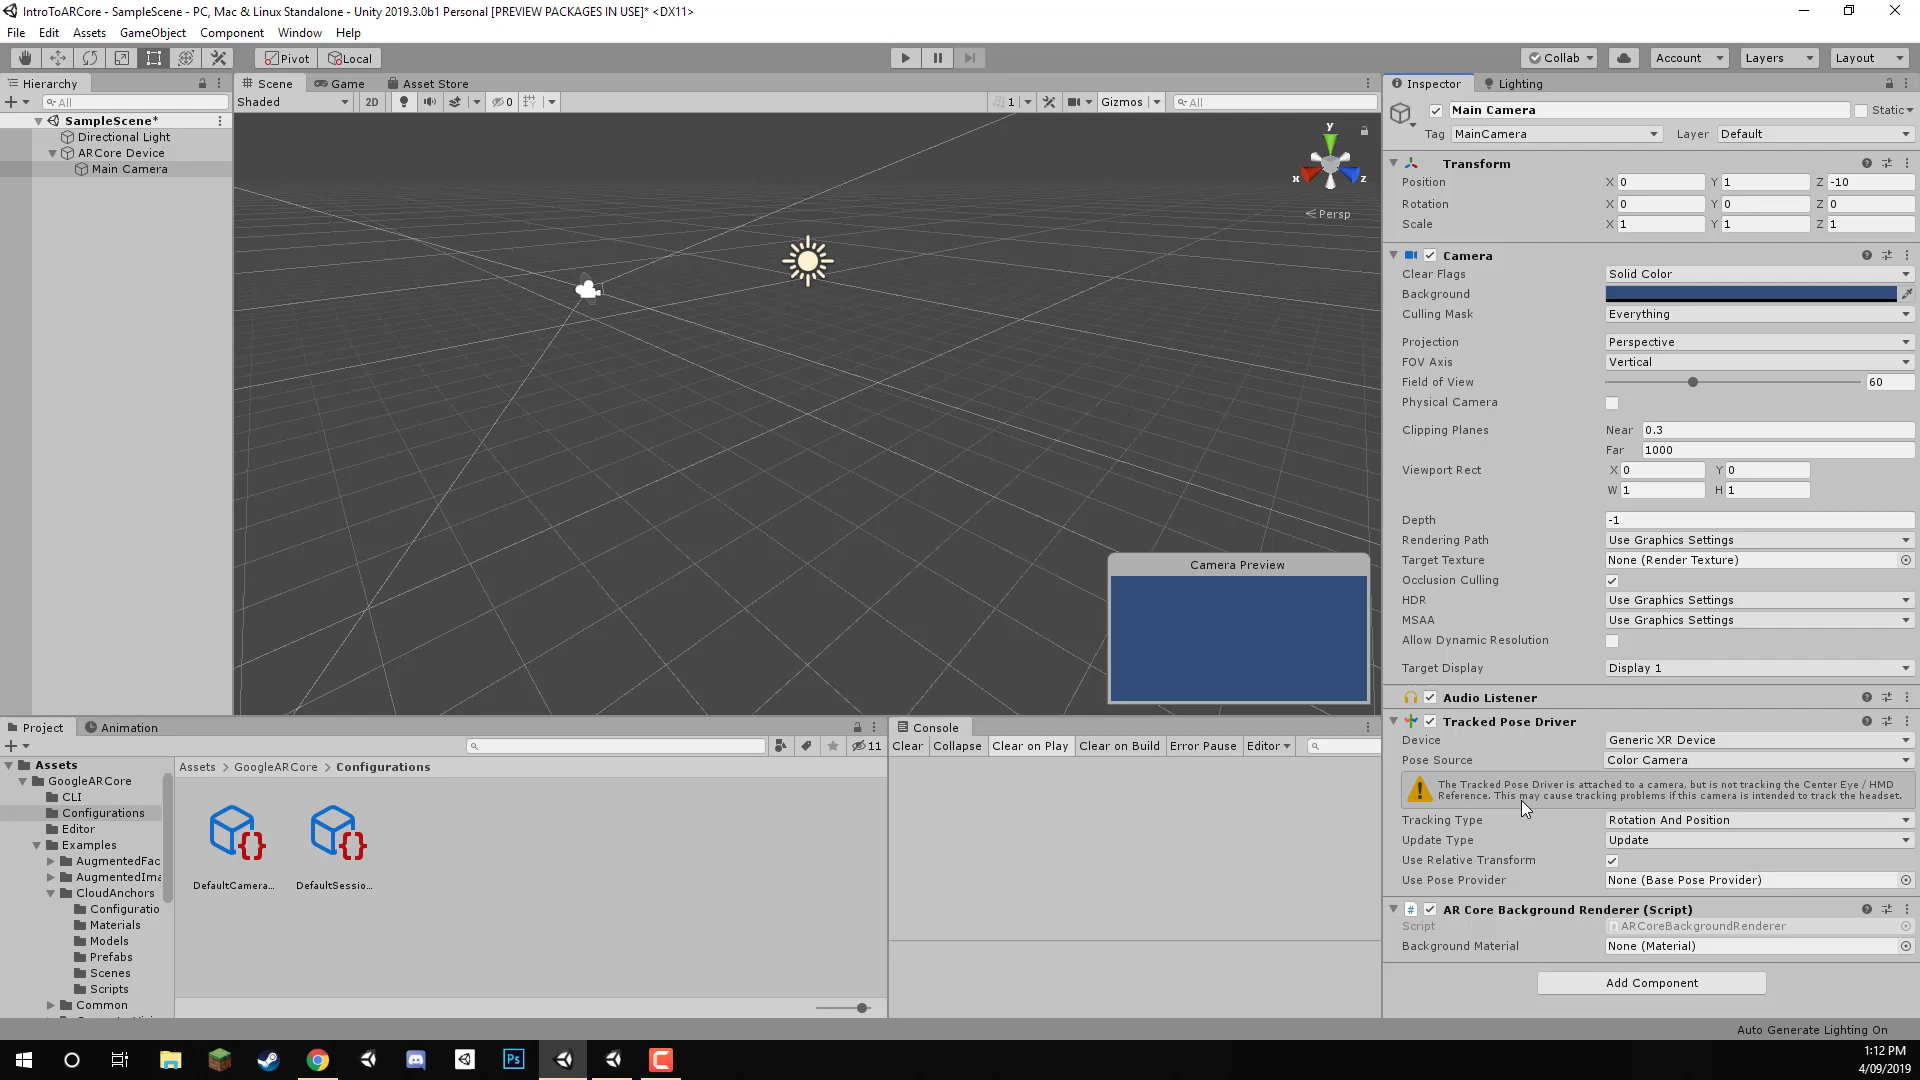 IntroToARCore - SampleScene - PC, Mac & Linux Standalone - Unity 2019.3.0b1 Personal [PREVIEW PACKAGES IN USE]* <DX11>
File Edit Assets GameObject Component Window Help
Pivot Local
Collab Account Layers Layout
Hierarchy
All
SampleScene*
Directional Light
ARCore Device
Main Camera
Scene Game Asset Store
Shaded 2D 0 1 Gizmos All
y
x z
Persp
Camera Preview
Inspector Lighting
Main Camera Static
Tag MainCamera Layer Default
Transform
Position X 0 Y 1 Z -10
Rotation X 0 Y 0 Z 0
Scale X 1 Y 1 Z 1
Camera
Clear Flags Solid Color
Background
Culling Mask Everything
Projection Perspective
FOV Axis Vertical
Field of View 60
Physical Camera
Clipping Planes Near 0.3
Far 1000
Viewport Rect X 0 Y 0
W 1 H 1
Depth -1
Rendering Path Use Graphics Settings
Target Texture None (Render Texture)
Occlusion Culling
HDR Use Graphics Settings
MSAA Use Graphics Settings
Allow Dynamic Resolution
Target Display Display 1
Audio Listener
Tracked Pose Driver
Device Generic XR Device
Pose Source Color Camera
The Tracked Pose Driver is attached to a camera, but is not tracking the Center Eye / HMD
Reference. This may cause tracking problems if this camera is intended to track the headset.
Tracking Type Rotation And Position
Update Type Update
Use Relative Transform
Use Pose Provider None (Base Pose Provider)
AR Core Background Renderer (Script)
Script ARCoreBackgroundRenderer
Background Material None (Material)
Add Component
Project Animation
11
Assets
GoogleARCore
CLI
Configurations
Editor
Examples
AugmentedFac
AugmentedIma
CloudAnchors
Configuratio
Materials
Models
Prefabs
Scenes
Scripts
Common
Assets > GoogleARCore > Configurations
DefaultCamera... DefaultSessio...
Console
Clear Collapse Clear on Play Clear on Build Error Pause Editor
Auto Generate Lighting On
Ps
1:12 PM
4/09/2019